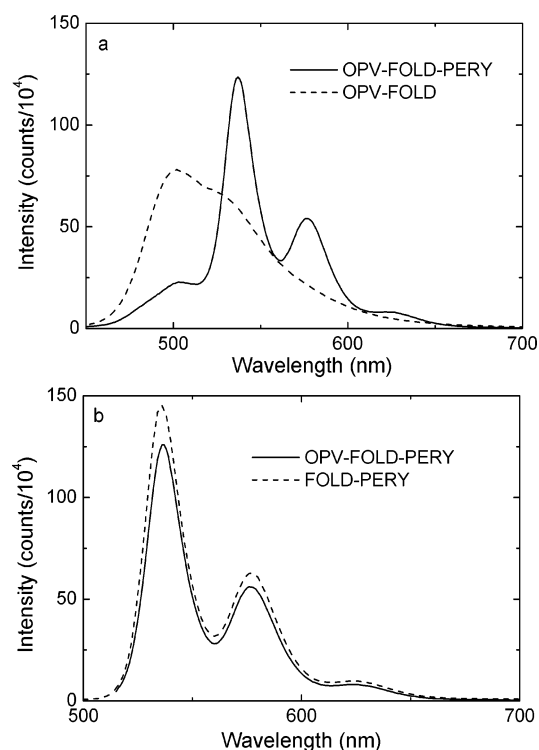 150
a
OPV-FOLD-PERY
OPV-FOLD
100
50
0
Intensity (counts/10⁴)
500
600
700
Wavelength (nm)
150
b
OPV-FOLD-PERY
FOLD-PERY
100
50
0
Intensity (counts/10⁴)
500
600
700
Wavelength (nm)